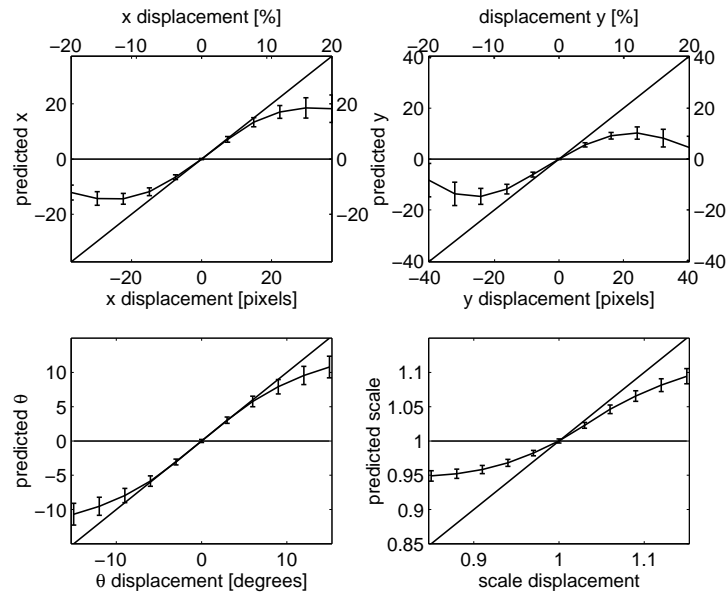 x displacement [%]
−20 −10 0 10 20
20
0
−20
20
0
−20
predicted x
−20 0 20
x displacement [pixels]
displacement y [%]
−20 −10 0 10 20
40
20
0
−20
−40
40
20
0
−20
−40
predicted y
−40 −20 0 20 40
y displacement [pixels]
10
5
0
−5
−10
predicted θ
−10 0 10
θ displacement [degrees]
1.1
1.05
1
0.95
0.9
0.85
predicted scale
0.9 1 1.1
scale displacement